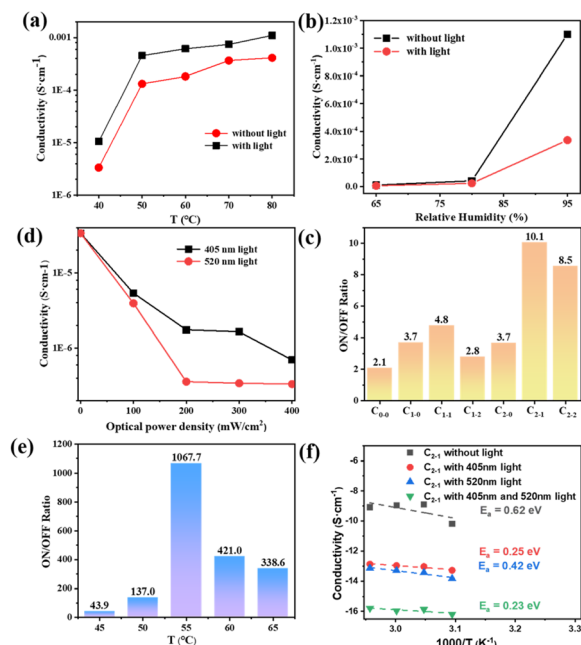 (a)
0.001
1E-4
1E-5
1E-6
Conductivity (S·cm⁻¹)
without light
with light
40 50 60 70 80
T (°C)
(b)
1.2x10⁻³
1.0x10⁻³
8.0x10⁻⁴
6.0x10⁻⁴
4.0x10⁻⁴
2.0x10⁻⁴
0.0
Conductivity (S·cm⁻¹)
without light
with light
65 70 75 80 85 90 95
Relative Humidity (%)
(d)
1E-5
1E-6
Conductivity (S·cm-1)
405 nm light
520 nm light
0 100 200 300 400
Optical power density (mW/cm²)
(c)
10
8
6
4
2
0
ON/OFF Ratio
2.1
3.7
4.8
2.8
3.7
10.1
8.5
C₀₋₀ C₁₋₀ C₁₋₁ C₁₋₂ C₂₋₀ C₂₋₁ C₂₋₂
(e)
1200
1000
800
600
400
200
0
ON/OFF Ratio
43.9
137.0
1067.7
421.0
338.6
45 50 55 60 65
T (°C)
(f)
-6
-8
-10
-12
-14
-16
Conductivity (S·cm⁻¹)
C₂₋₁ without light
C₂₋₁ with 405nm light
C₂₋₁ with 520nm light
C₂₋₁ with 405nm and 520nm light
Eₐ = 0.62 eV
Eₐ = 0.25 eV
Eₐ = 0.42 eV
Eₐ = 0.23 eV
3.0 3.1 3.2 3.3
1000/T (K⁻¹)